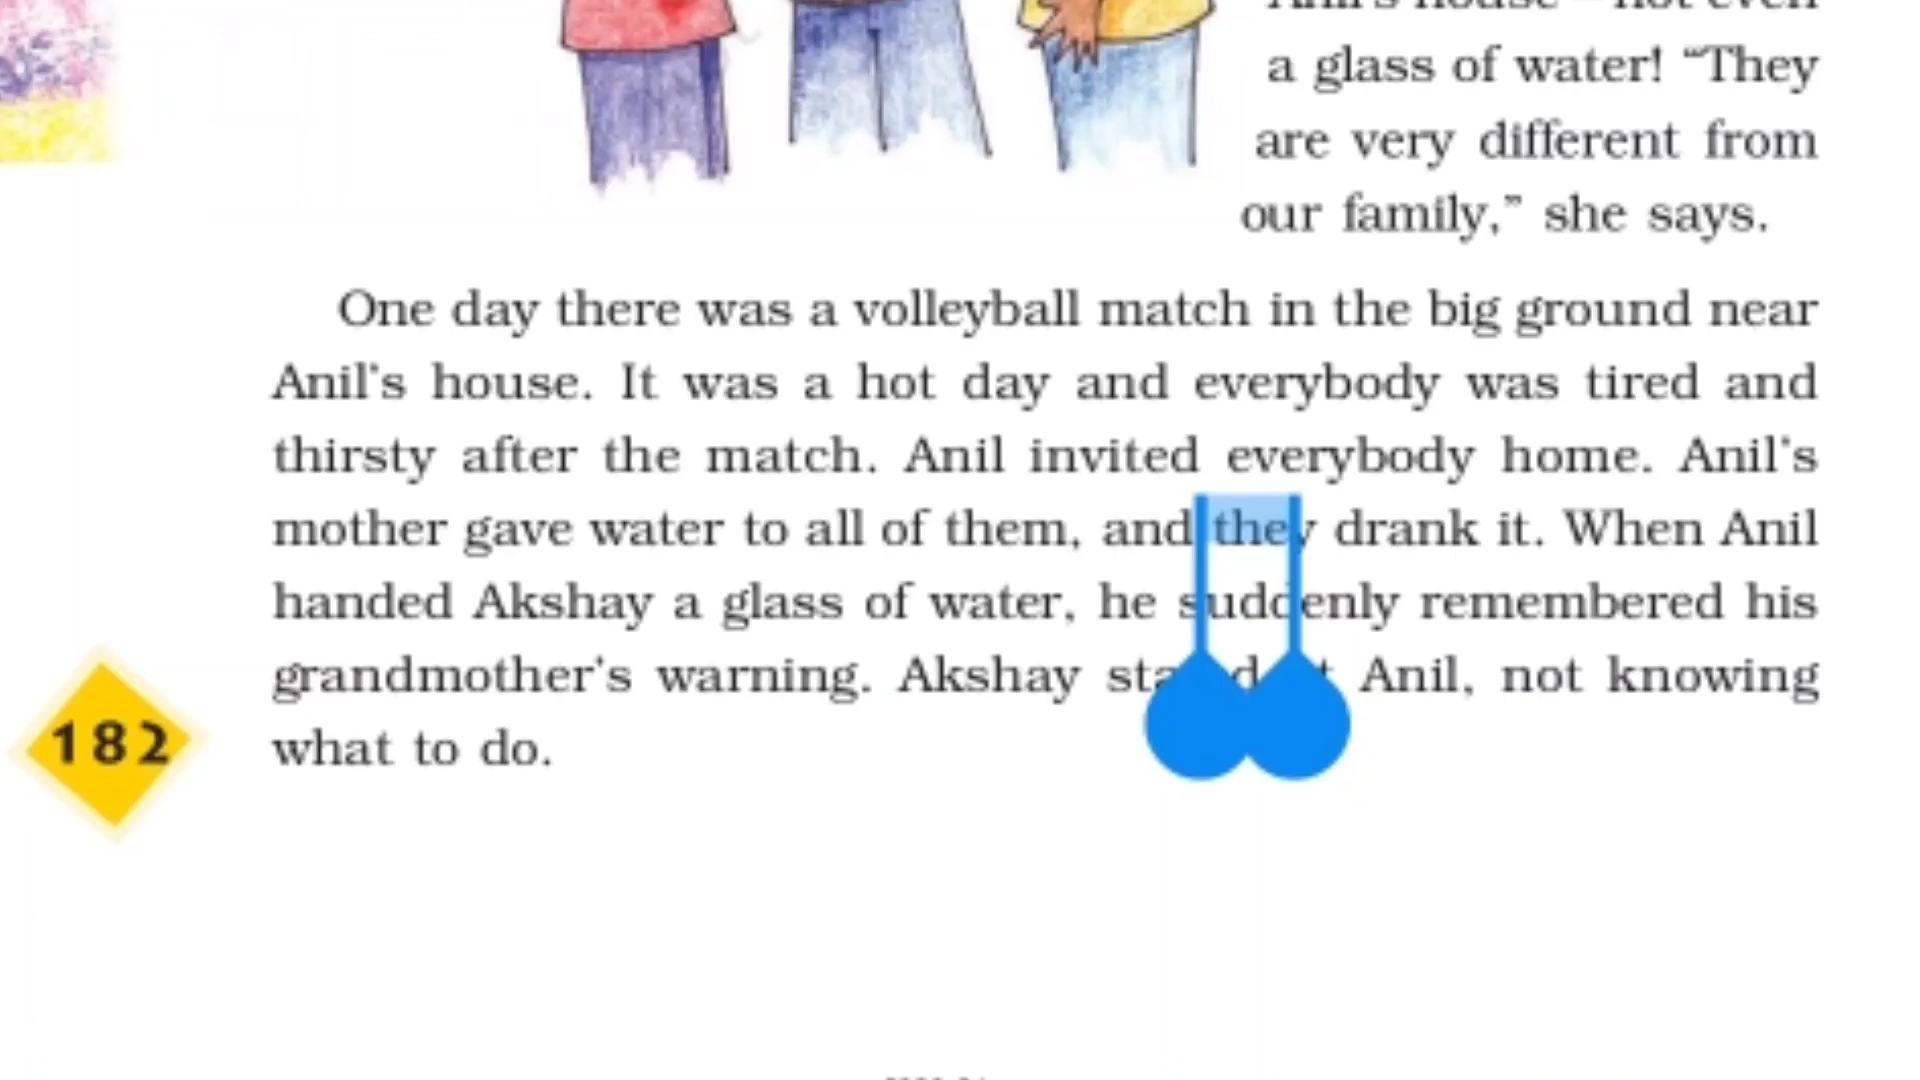 a glass of water! “They
are very different from
our family,” she says.
One day there was a volleyball match in the big ground near
Anil’s house. It was a hot day and everybody was tired and
thirsty after the match. Anil invited everybody home. Anil’s
mother gave water to all of them, and they drank it. When Anil
handed Akshay a glass of water, he suddenly remembered his
grandmother’s warning. Akshay Anil, not knowing
what to do.
182